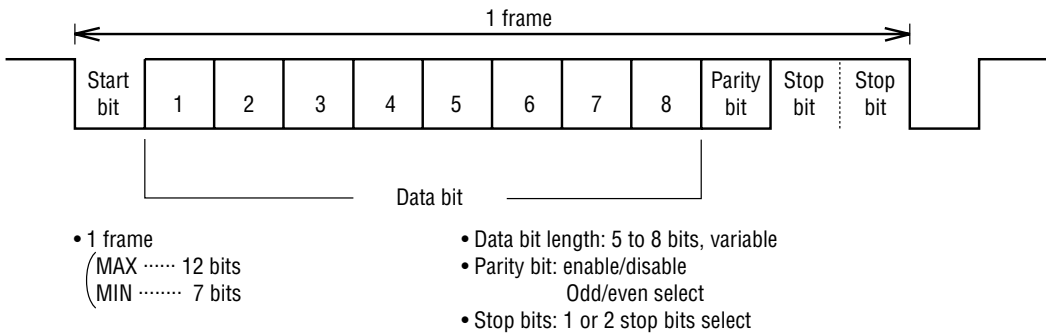 1 frame
Start bit
1 2 3 4 5 6 7 8
Parity bit
Stop bit
Stop bit
Data bit
• 1 frame
MAX ······ 12 bits
MIN ········ 7 bits
• Data bit length: 5 to 8 bits, variable
• Parity bit: enable/disable
Odd/even select
• Stop bits: 1 or 2 stop bits select